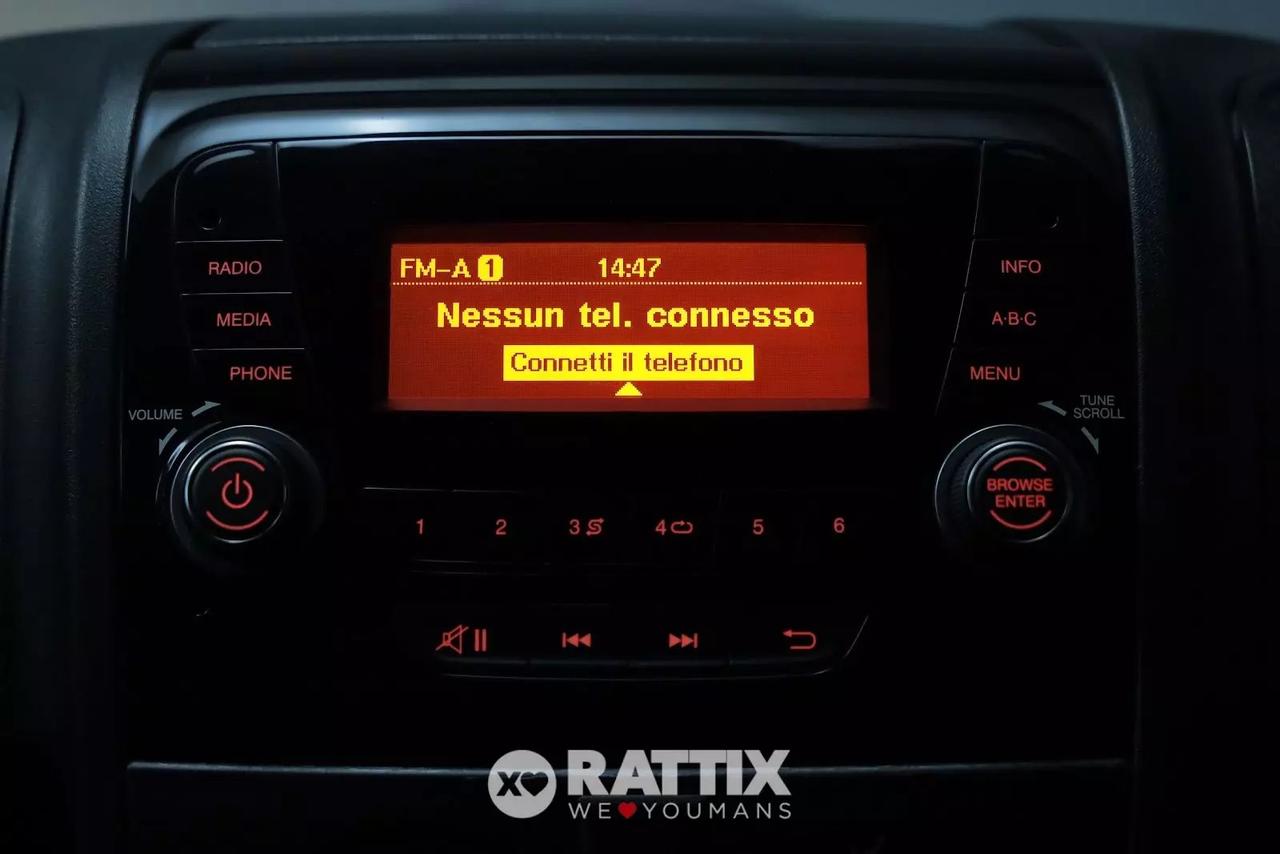 FM-A 1 14:47
Nessun tel. connesso
Connetti il telefono
RADIO
MEDIA
PHONE
VOLUME
INFO
A·B·C
MENU
TUNE
SCROLL
BROWSE
ENTER
1 2 3 4 5 6
XO RATTIX
WE YOUMANS